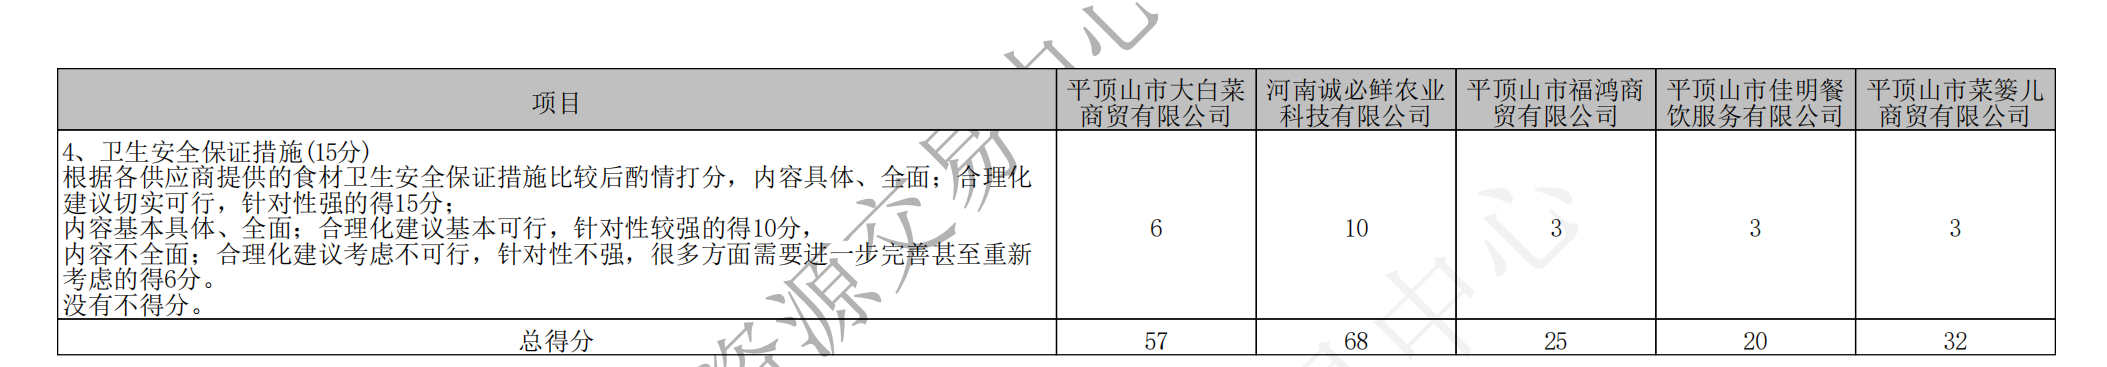 项目
平顶山市大白菜
商贸有限公司
河南诚必鲜农业
科技有限公司
平顶山市福鸿商
贸有限公司
平顶山市佳明餐
饮服务有限公司
平顶山市菜篓儿
商贸有限公司
4、卫生安全保证措施(15分)
根据各供应商提供的食材卫生安全保证措施比较后酌情打分，内容具体、全面；合理化
建议切实可行，针对性强的得15分；
内容基本具体、全面；合理化建议基本可行，针对性较强的得10分，
内容不全面；合理化建议考虑不可行，针对性不强，很多方面需要进一步完善甚至重新
考虑的得6分。
没有不得分。
6
10
3
3
3
总得分
57
68
25
20
32
资源交易中心
易中心